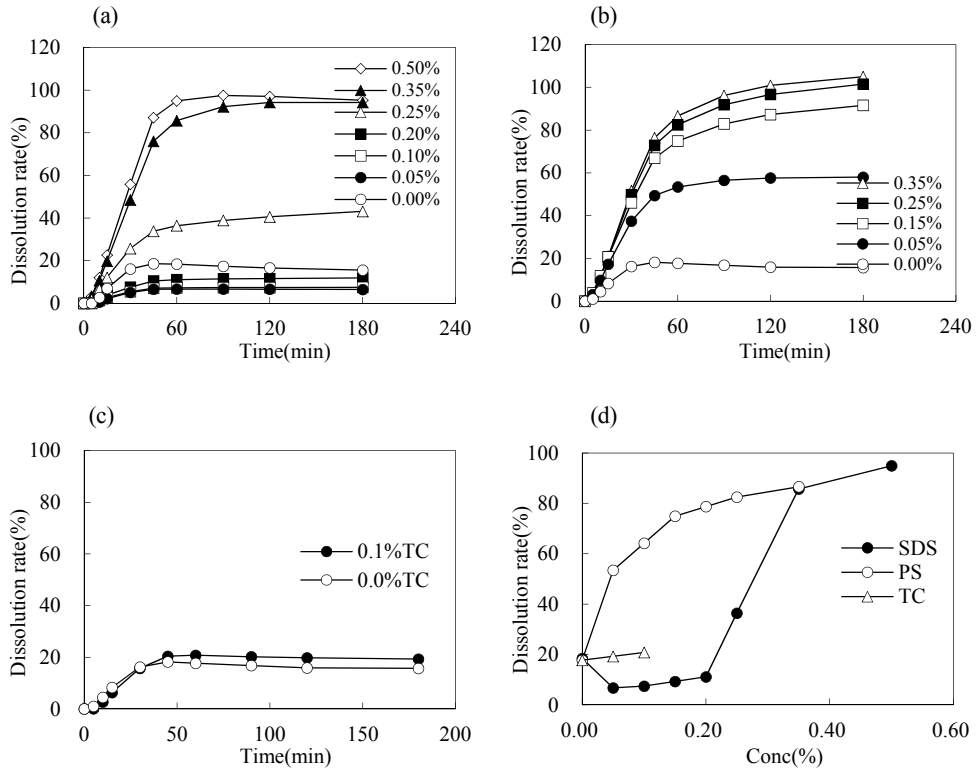 (a)
120
100
80
60
40
20
0
Dissolution rate(%)
0.50%
0.35%
0.25%
0.20%
0.10%
0.05%
0.00%
0 60 120 180 240
Time(min)
(b)
120
100
80
60
40
20
0
Dissolution rate(%)
0.35%
0.25%
0.15%
0.05%
0.00%
0 60 120 180 240
Time(min)
(c)
100
80
60
40
20
0
Dissolution rate(%)
0.1%TC
0.0%TC
0 50 100 150 200
Time(min)
(d)
100
80
60
40
20
0
Dissolution rate(%)
SDS
PS
TC
0.00 0.20 0.40 0.60
Conc(%)